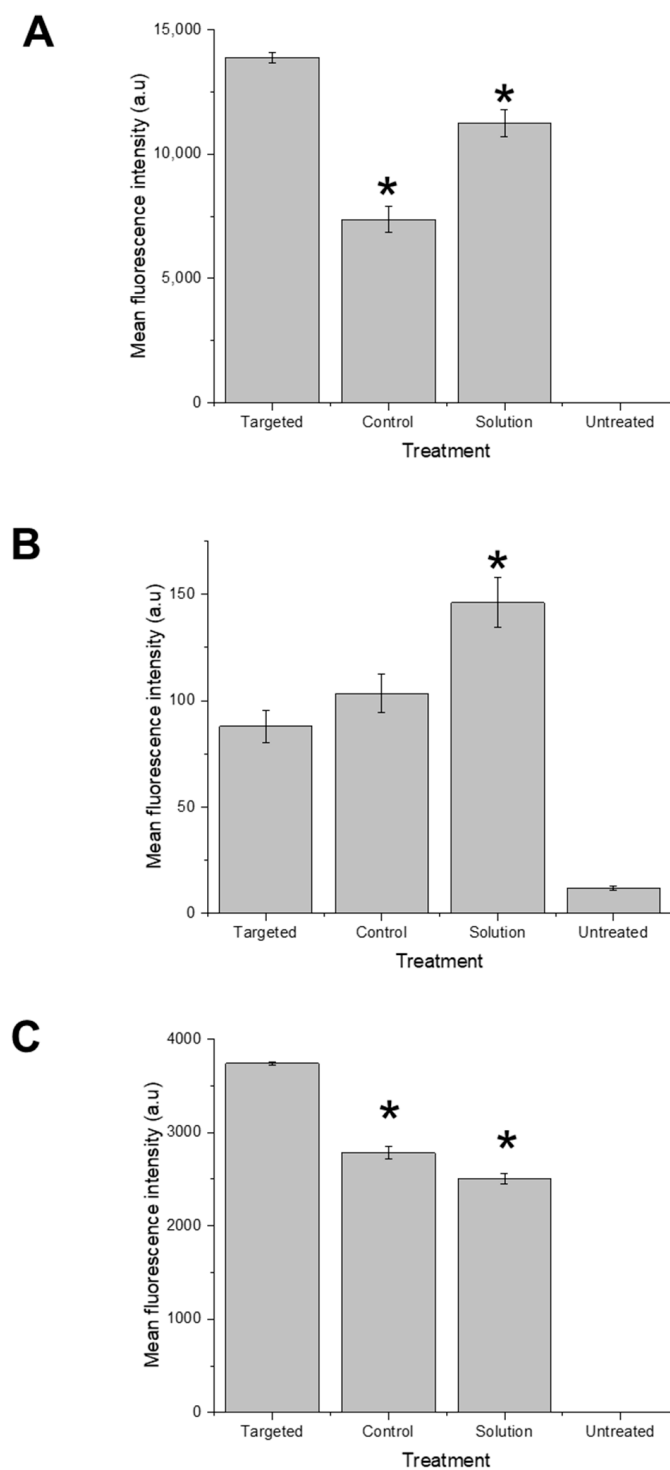 A
Mean fluorescence intensity (a.u)
15,000
*
10,000
*
5,000
0
Targeted Control Solution Untreated
Treatment
B
Mean fluorescence intensity (a.u)
*
150
100
50
0
Targeted Control Solution Untreated
Treatment
C
Mean fluorescence intensity (a.u)
4000
*
3000
*
2000
1000
0
Targeted Control Solution Untreated
Treatment